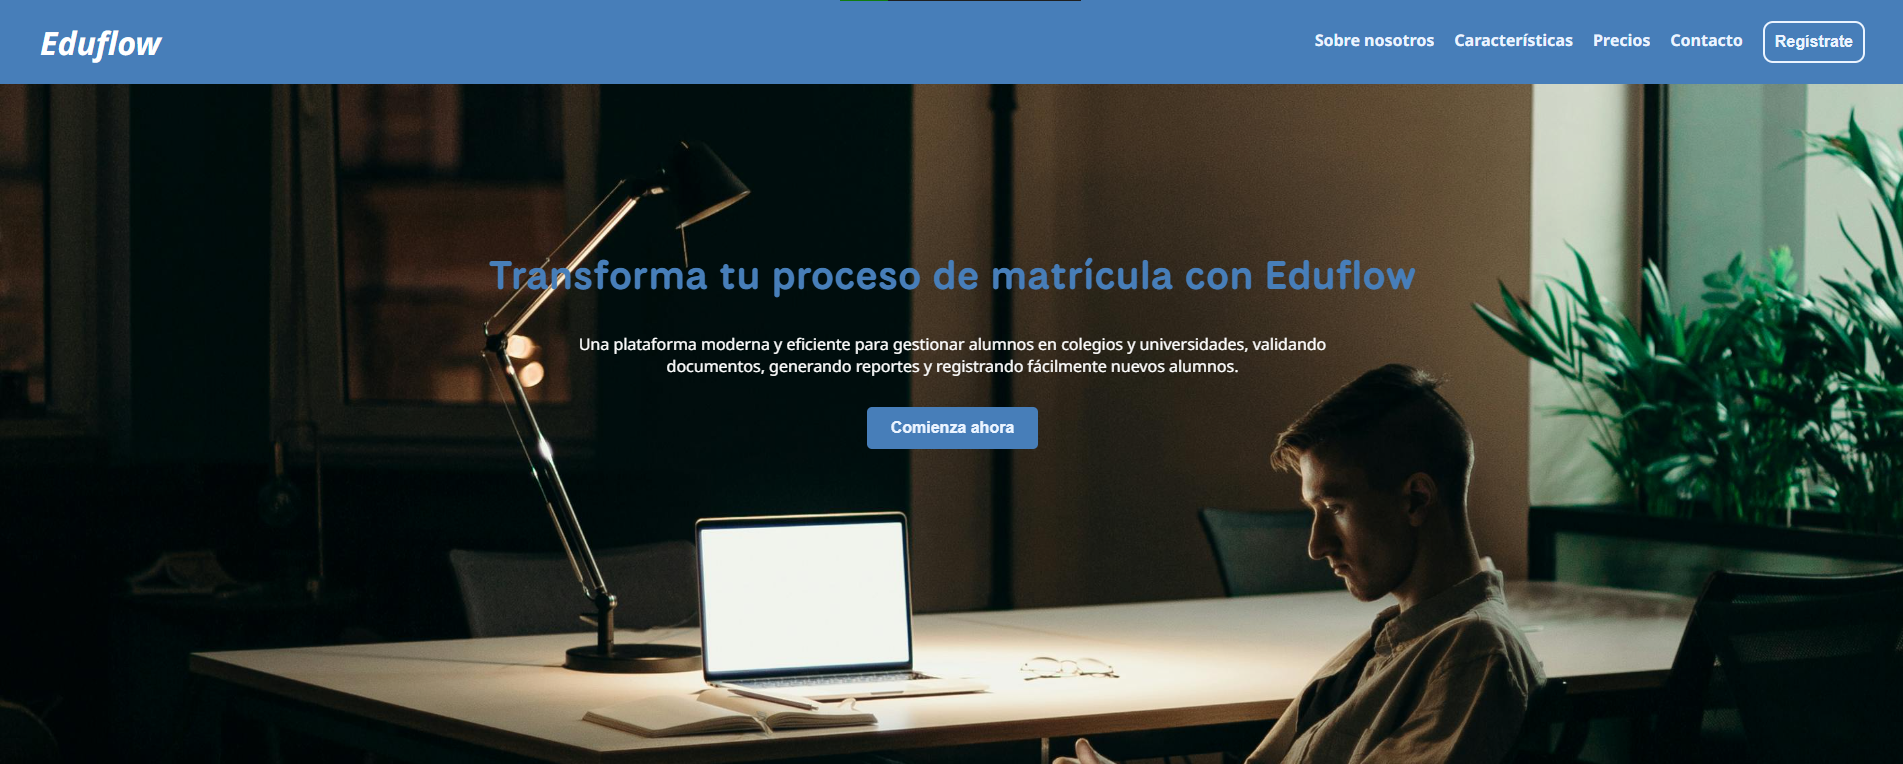 Eduflow
Sobre nosotros Características Precios Contacto Regístrate
Transforma tu proceso de matrícula con Eduflow
Una plataforma moderna y eficiente para gestionar alumnos en colegios y universidades, validando
documentos, generando reportes y registrando fácilmente nuevos alumnos.
Comienza ahora